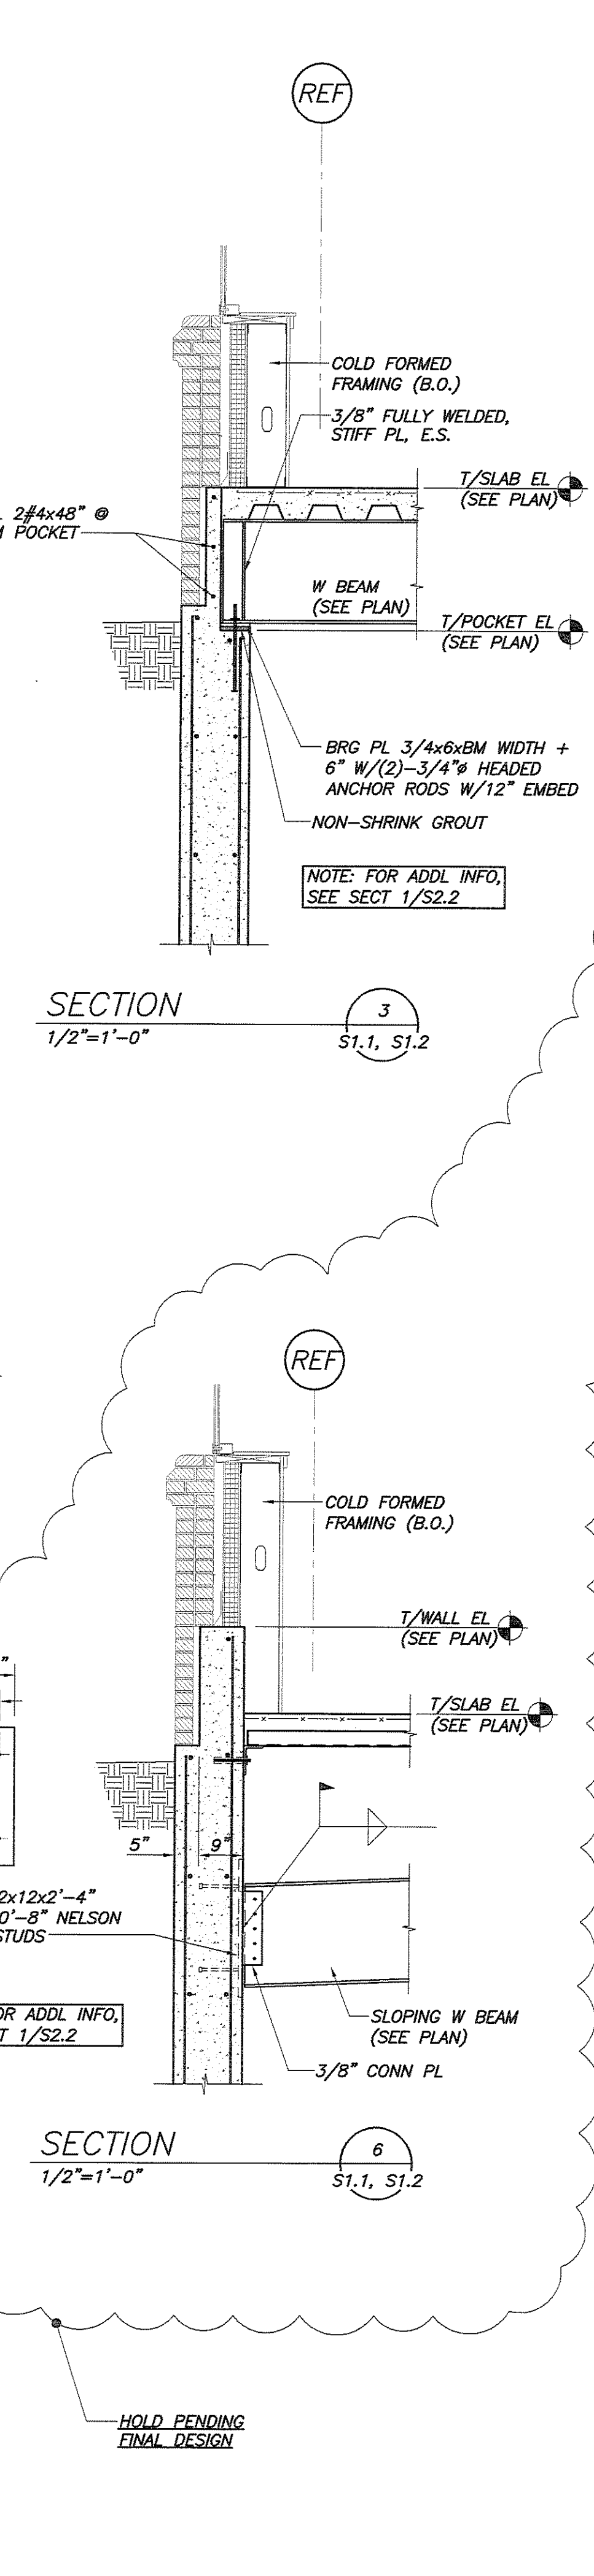 REF
COLD FORMED
FRAMING (B.O.)
3/8" FULLY WELDED,
STIFF PL, E.S.
T/SLAB EL
(SEE PLAN)
2#4x48" @
POCKET
W BEAM
(SEE PLAN)
T/POCKET EL
(SEE PLAN)
BRG PL 3/4x6xBM WIDTH +
6" W/(2)-3/4"ø HEADED
ANCHOR RODS W/12" EMBED
NON-SHRINK GROUT
NOTE: FOR ADDL INFO,
SEE SECT 1/S2.2
SECTION
1/2"=1'-0"
3
S1.1, S1.2
REF
COLD FORMED
FRAMING (B.O.)
T/WALL EL
(SEE PLAN)
T/SLAB EL
(SEE PLAN)
5" 9"
2x12x2'-4"
0'-8" NELSON
STUDS
OR ADDL INFO,
T 1/S2.2
SLOPING W BEAM
(SEE PLAN)
3/8" CONN PL
SECTION
1/2"=1'-0"
6
S1.1, S1.2
HOLD PENDING
FINAL DESIGN